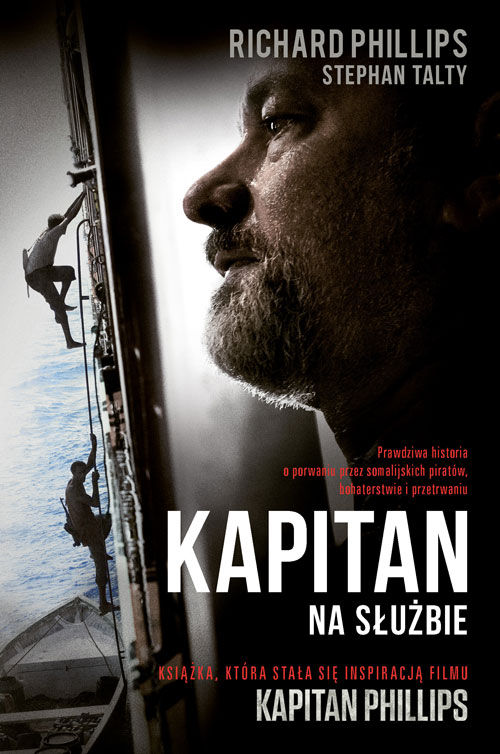 RICHARD PHILLIPS
STEPHAN TALTY
Prawdziwa historia
o porwaniu przez somalijskich piratów,
bohaterstwie i przetrwaniu
KAPITAN
NA SŁUŻBIE
KSIĄŻKA, KTÓRA STAŁA SIĘ INSPIRACJĄ FILMU
KAPITAN PHILLIPS